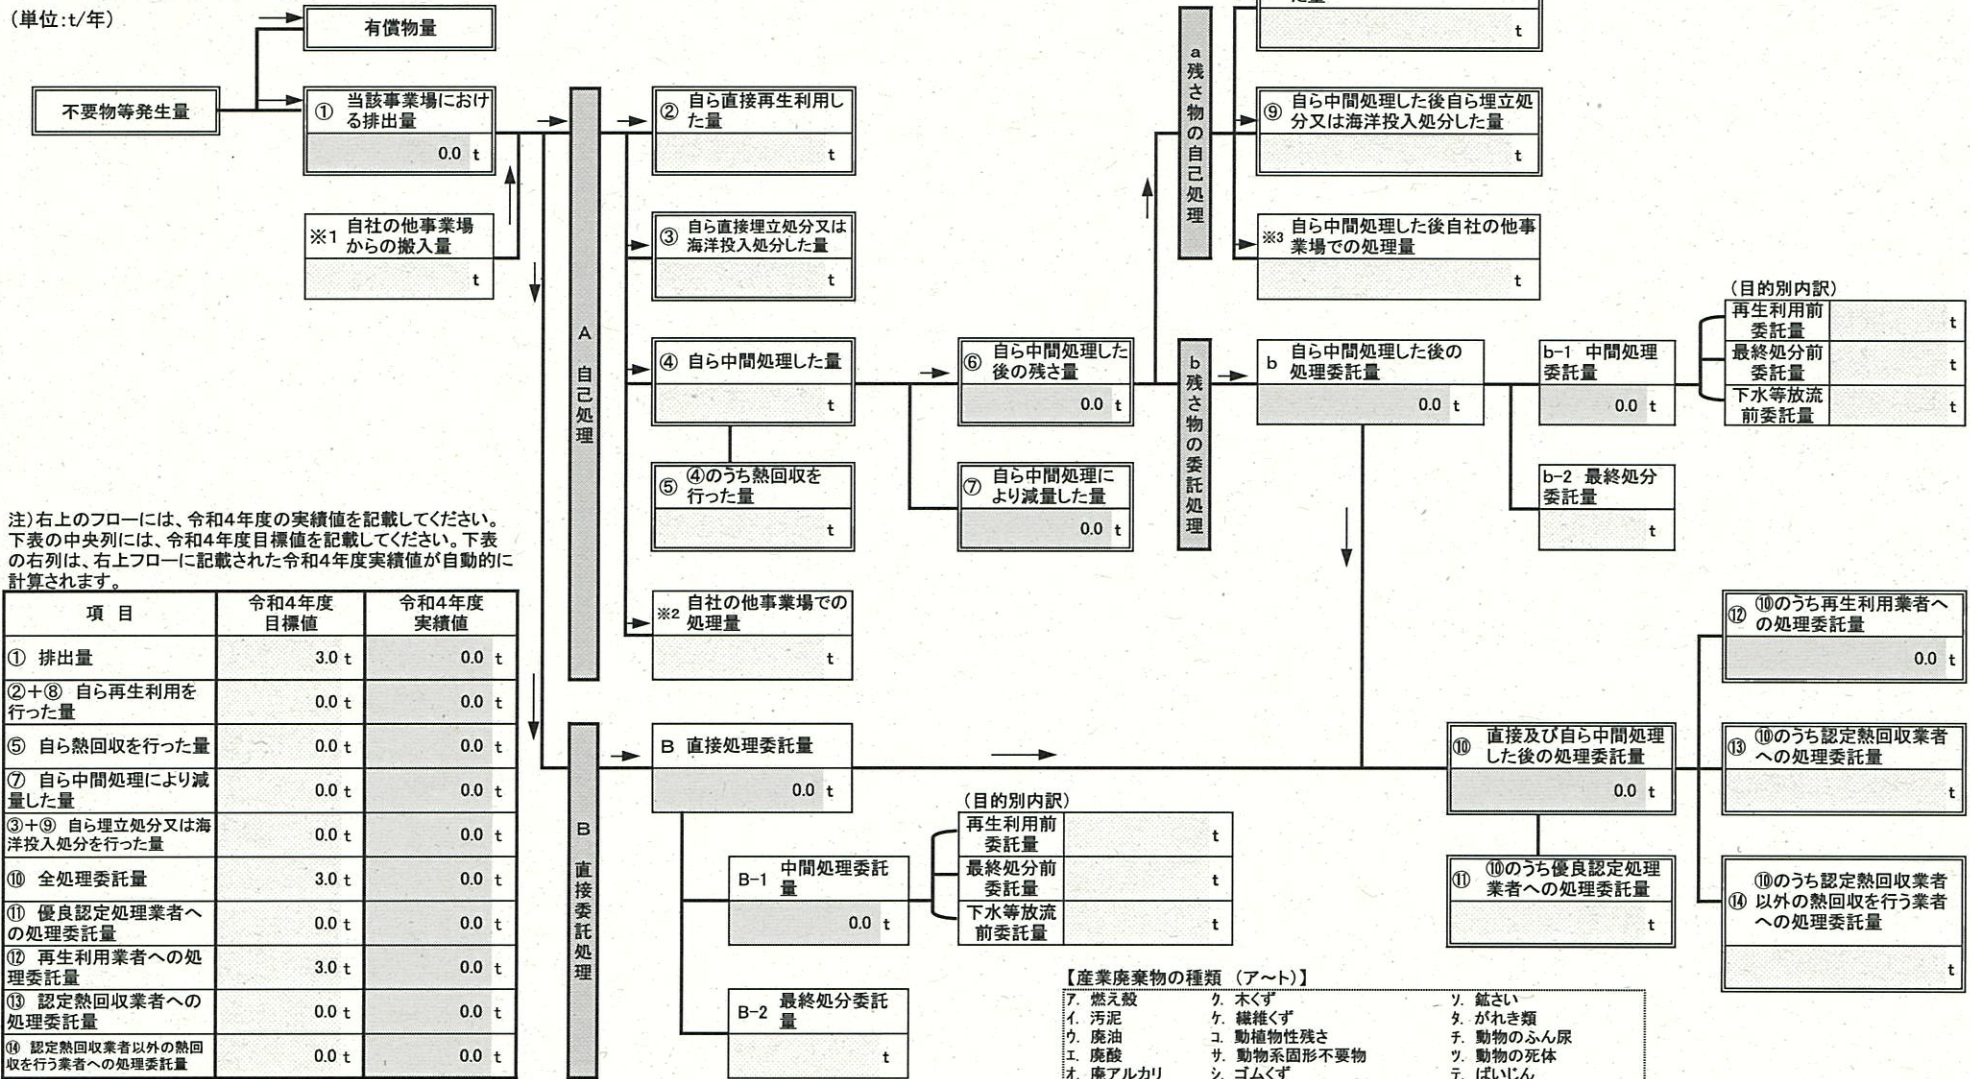 (単位:t/年)
有償物量
不要物等発生量
① 当該事業場におけ
る排出量
0.0 t
※1 自社の他事業場
からの搬入量
t
A 自己処理
② 自ら直接再生利用し
た量
t
③ 自ら直接埋立処分又は
海洋投入処分した量
t
④ 自ら中間処理した量
t
⑤ ④のうち熱回収を
行った量
t
※2 自社の他事業場での
処理量
t
⑥ 自ら中間処理した
後の残さ量
0.0 t
⑦ 自ら中間処理に
より減量した量
0.0 t
a 残さ物の自己処理
t
⑨ 自ら中間処理した後自ら埋立処
分又は海洋投入処分した量
t
※3 自ら中間処理した後自社の他事
業場での処理量
t
b 残さ物の委託処理
b 自ら中間処理した後の
処理委託量
0.0 t
b-1 中間処理
委託量
0.0 t
b-2 最終処分
委託量
t
(目的別内訳)
再生利用前
委託量
t
最終処分前
委託量
t
下水等放流
前委託量
t
注)右上のフローには、令和4年度の実績値を記載してください。
下表の中央列には、令和4年度目標値を記載してください。下表
の右列は、右上フローに記載された令和4年度実績値が自動的に
計算されます。
項 目 令和4年度
目標値 令和4年度
実績値
① 排出量 3.0 t 0.0 t
②+⑧ 自ら再生利用を
行った量 0.0 t 0.0 t
⑤ 自ら熱回収を行った量 0.0 t 0.0 t
⑦ 自ら中間処理により減
量した量 0.0 t 0.0 t
③+⑨ 自ら埋立処分又は海
洋投入処分を行った量 0.0 t 0.0 t
⑩ 全処理委託量 3.0 t 0.0 t
⑪ 優良認定処理業者へ
の処理委託量 0.0 t 0.0 t
⑫ 再生利用業者への処
理委託量 3.0 t 0.0 t
⑬ 認定熱回収業者への
処理委託量 0.0 t 0.0 t
⑭ 認定熱回収業者以外の熱回
収を行う業者への処理委託量 0.0 t 0.0 t
B 直接委託処理
B 直接処理委託量
0.0 t
B-1 中間処理委託
量
0.0 t
B-2 最終処分委託
量
t
(目的別内訳)
再生利用前
委託量
t
最終処分前
委託量
t
下水等放流
前委託量
t
⑩ 直接及び自ら中間処理
した後の処理委託量
0.0 t
⑪ ⑩のうち優良認定処理
業者への処理委託量
t
⑫ ⑩のうち再生利用業者へ
の処理委託量
0.0 t
⑬ ⑩のうち認定熱回収業者
への処理委託量
t
⑭ ⑩のうち認定熱回収業者
以外の熱回収を行う業者
への処理委託量
t
【産業廃棄物の種類 (ア~ト)】
ア. 燃え殻 ク. 木くず ソ. 鉱さい
イ. 汚泥 ケ. 繊維くず タ. がれき類
ウ. 廃油 コ. 動植物性残さ チ. 動物のふん尿
エ. 廃酸 サ. 動物系固形不要物 ツ. 動物の死体
オ. 廃アルカリ シ. ゴムくず テ. ばいじん